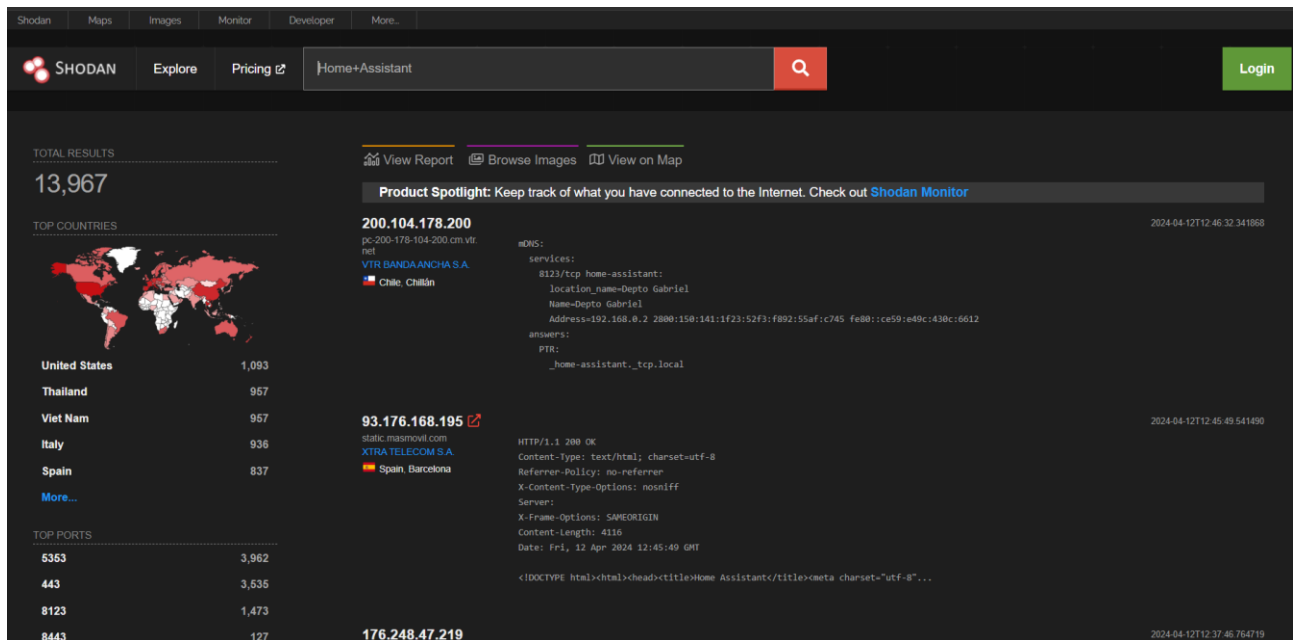 Shodan Maps Images Monitor Developer More...
SHODAN Explore Pricing Home+Assistant Login
TOTAL RESULTS
13,967
TOP COUNTRIES
United States 1,093
Thailand 957
Viet Nam 957
Italy 936
Spain 837
More...
TOP PORTS
5353 3,962
443 3,535
8123 1,473
8443 127
View Report Browse Images View on Map
Product Spotlight: Keep track of what you have connected to the Internet. Check out Shodan Monitor
200.104.178.200
pc-200-178-104-200.cm.vtr.
net
VTR BANDA ANCHA S.A.
Chile, Chillán
2024-04-12T12:46:32.341868
mDNS:
services:
8123/tcp home-assistant:
location_name=Depto Gabriel
Name=Depto Gabriel
Address=192.168.0.2 2800:150:141:1f23:52f3:f892:55af:c745 fe80::ce59:e49c:430c:6612
answers:
PTR:
_home-assistant._tcp.local
93.176.168.195
static.masmovil.com
XTRA TELECOM S.A.
Spain, Barcelona
2024-04-12T12:45:49.541490
HTTP/1.1 200 OK
Content-Type: text/html; charset=utf-8
Referrer-Policy: no-referrer
X-Content-Type-Options: nosniff
Server:
X-Frame-Options: SAMEORIGIN
Content-Length: 4116
Date: Fri, 12 Apr 2024 12:45:49 GMT
<!DOCTYPE html><html><head><title>Home Assistant</title><meta charset="utf-8"...
176.248.47.219
2024-04-12T12:37:46.764719